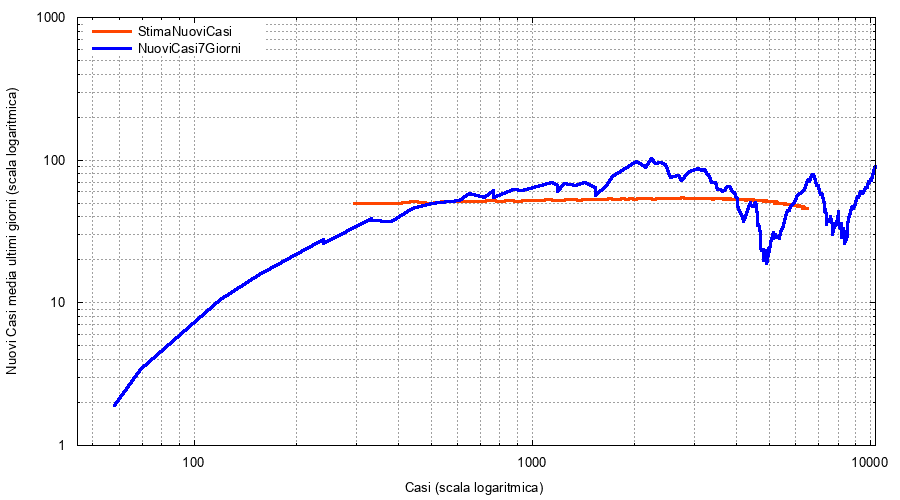 1000
StimaNuoviCasi
NuoviCasi7Giorni
100
Nuovi Casi media ultimi giorni (scala logaritmica)
10
1
100
1000
10000
Casi (scala logaritmica)